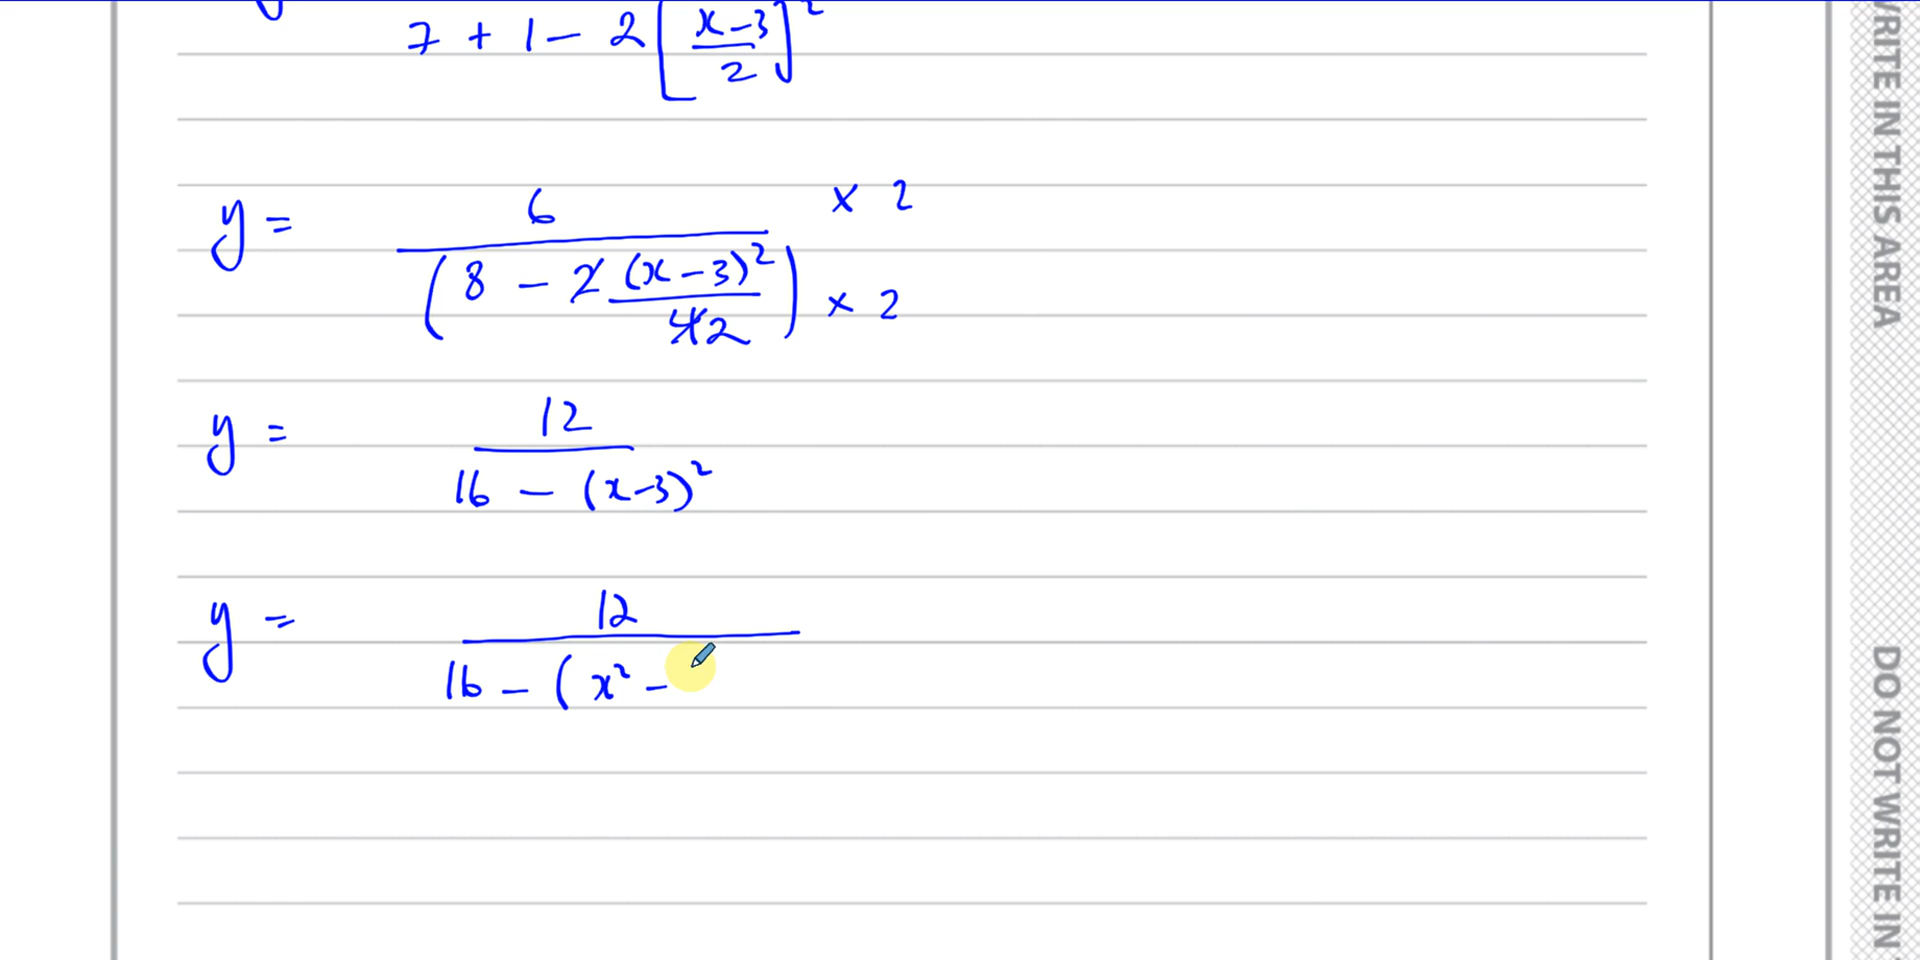 7 + 1 - 2[x-3
2]²
y = 6 × 2
(8 - 2(x-3)²
42) × 2
y = 12
16 - (x-3)²
y = 12
16 - (x² -
WRITE IN THIS AREA
DO NOT WRITE IN